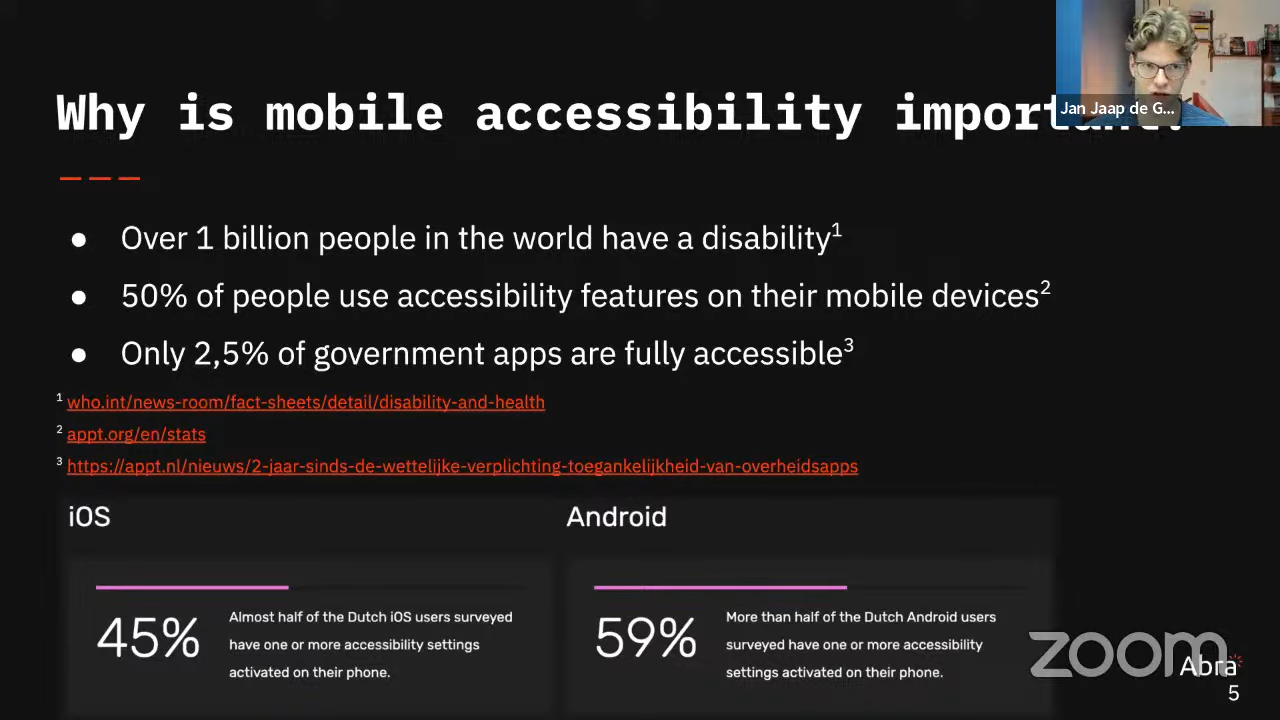 Why is mobile accessibility important?
Jan Jaap de G...
● Over 1 billion people in the world have a disability¹
● 50% of people use accessibility features on their mobile devices²
● Only 2,5% of government apps are fully accessible³
¹ who.int/news-room/fact-sheets/detail/disability-and-health
² appt.org/en/stats
³ https://appt.nl/nieuws/2-jaar-sinds-de-wettelijke-verplichting-toegankelijkheid-van-overheidsapps
iOS
45%
Almost half of the Dutch iOS users surveyed
have one or more accessibility settings
activated on their phone.
Android
59%
More than half of the Dutch Android users
surveyed have one or more accessibility
settings activated on their phone.
zoom
Abra
5